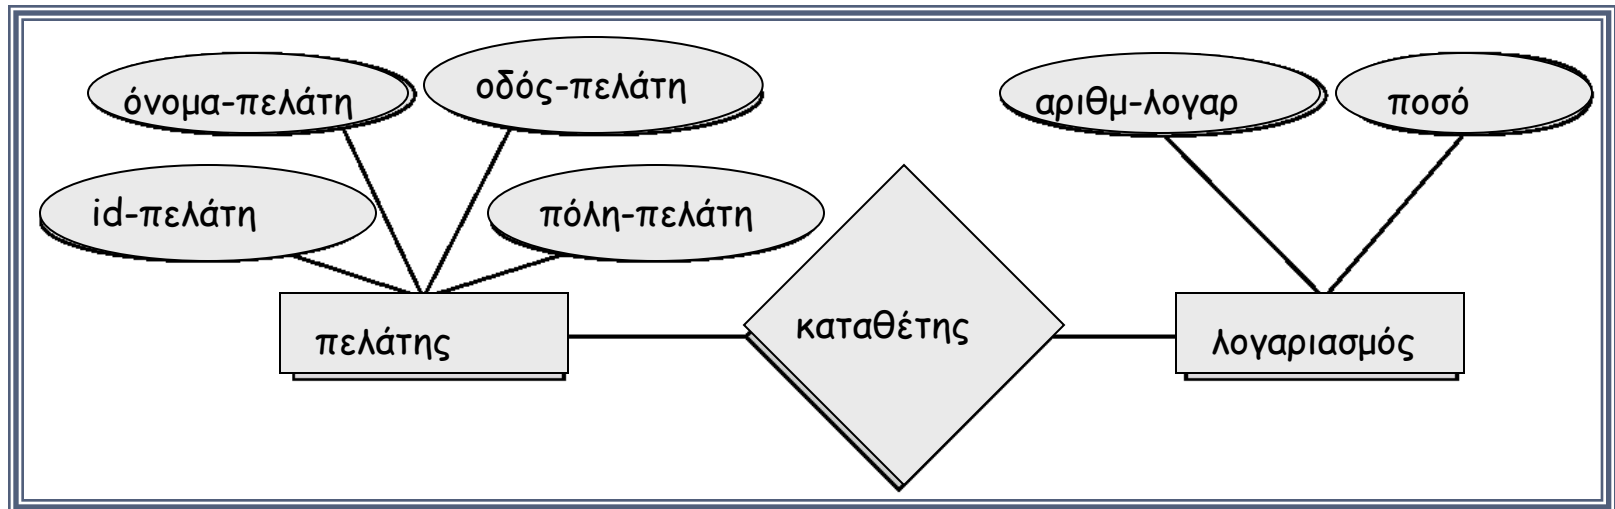 όνομα-πελάτη
οδός-πελάτη
αριθμ-λογαρ
ποσό
id-πελάτη
πόλη-πελάτη
πελάτης
καταθέτης
λογαριασμός